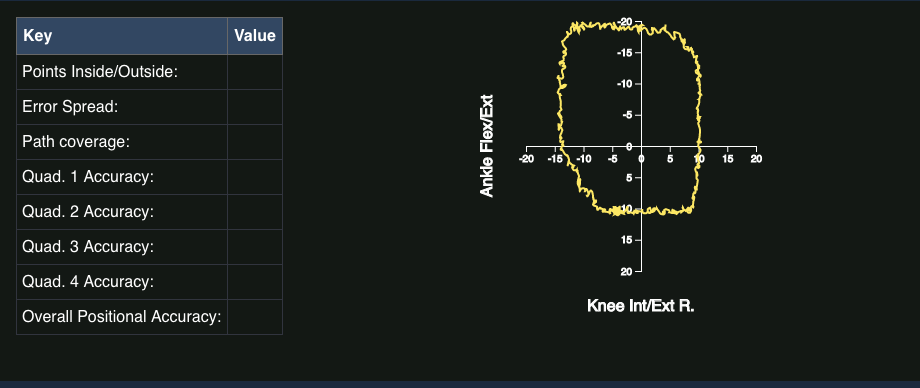 Key Value
Points Inside/Outside:
Error Spread:
Path coverage:
Quad. 1 Accuracy:
Quad. 2 Accuracy:
Quad. 3 Accuracy:
Quad. 4 Accuracy:
Overall Positional Accuracy:
Ankle Flex/Ext
-20
-15
-10
-5
0
5
10
15
20
-20 -15 -10 -5 0 5 10 15 20
Knee Int/Ext R.